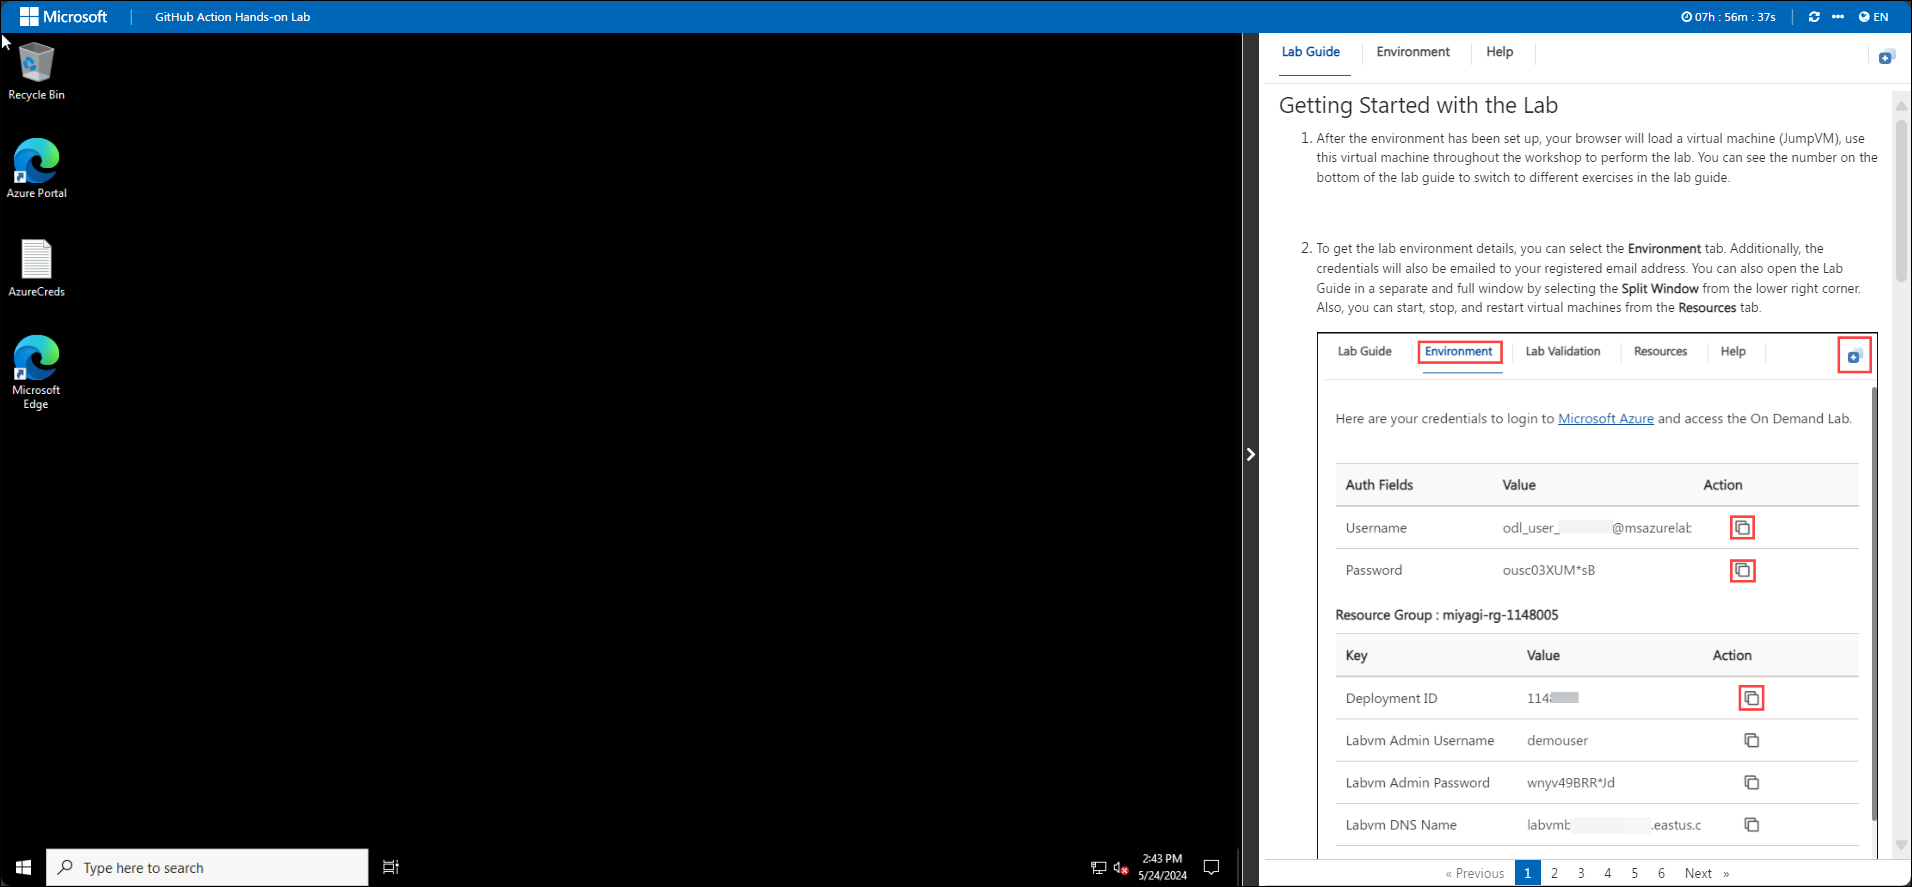 Microsoft
GitHub Action Hands-on Lab
07h : 56m : 37s
EN
Recycle Bin
Azure Portal
AzureCreds
Microsoft
Edge
Type here to search
2:43 PM
5/24/2024
Lab Guide
Environment
Help
Getting Started with the Lab
1. After the environment has been set up, your browser will load a virtual machine (JumpVM), use
this virtual machine throughout the workshop to perform the lab. You can see the number on the
bottom of the lab guide to switch to different exercises in the lab guide.
2. To get the lab environment details, you can select the Environment tab. Additionally, the
credentials will also be emailed to your registered email address. You can also open the Lab
Guide in a separate and full window by selecting the Split Window from the lower right corner.
Also, you can start, stop, and restart virtual machines from the Resources tab.
Lab Guide Environment Lab Validation Resources Help
Here are your credentials to login to Microsoft Azure and access the On Demand Lab.
Auth Fields Value Action
Username odl_user_ @msazurelab
Password ousc03XUM*sB
Resource Group : miyagi-rg-1148005
Key Value Action
Deployment ID 1148
Labvm Admin Username demouser
Labvm Admin Password wnyv49BRR*Jd
Labvm DNS Name labvmb .eastus.c
« Previous 1 2 3 4 5 6 Next »